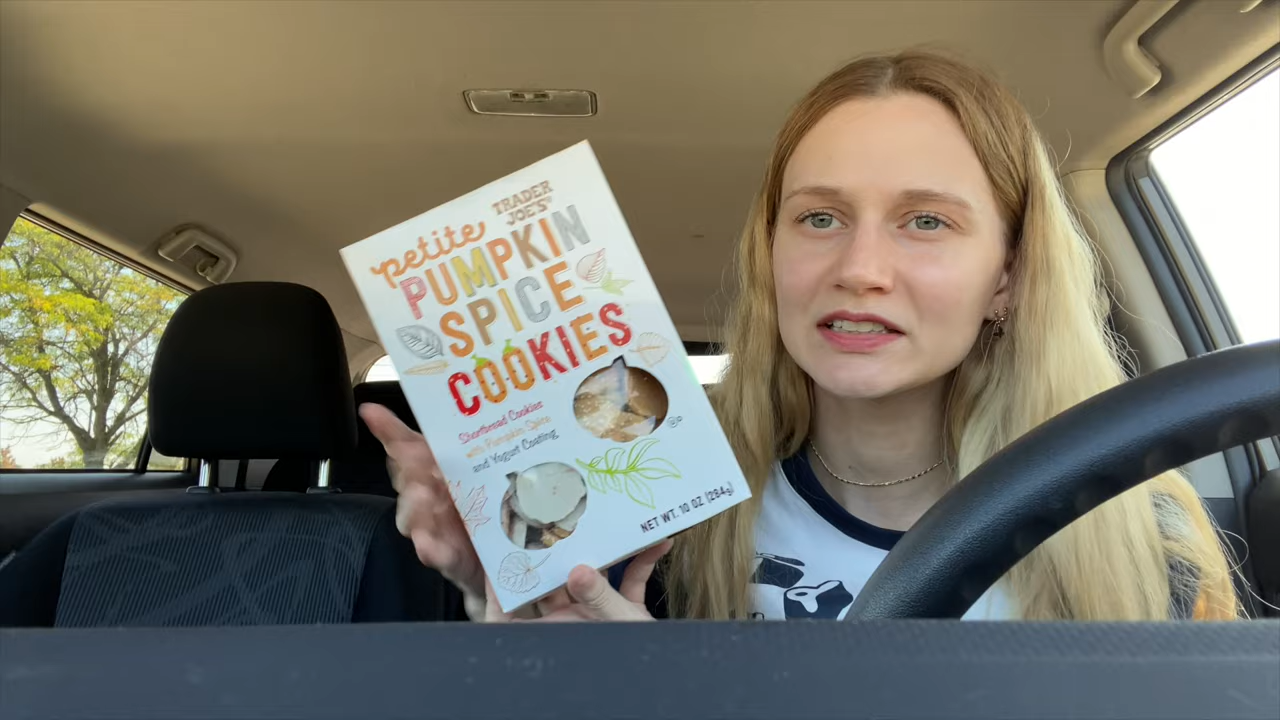 TRADER
JOE'S®
petite
PUMPKIN
SPICE
COOKIES
Shortbread Cookies
with Pumpkin Spice
and Yogurt Coating
NET WT. 10 OZ (284g)